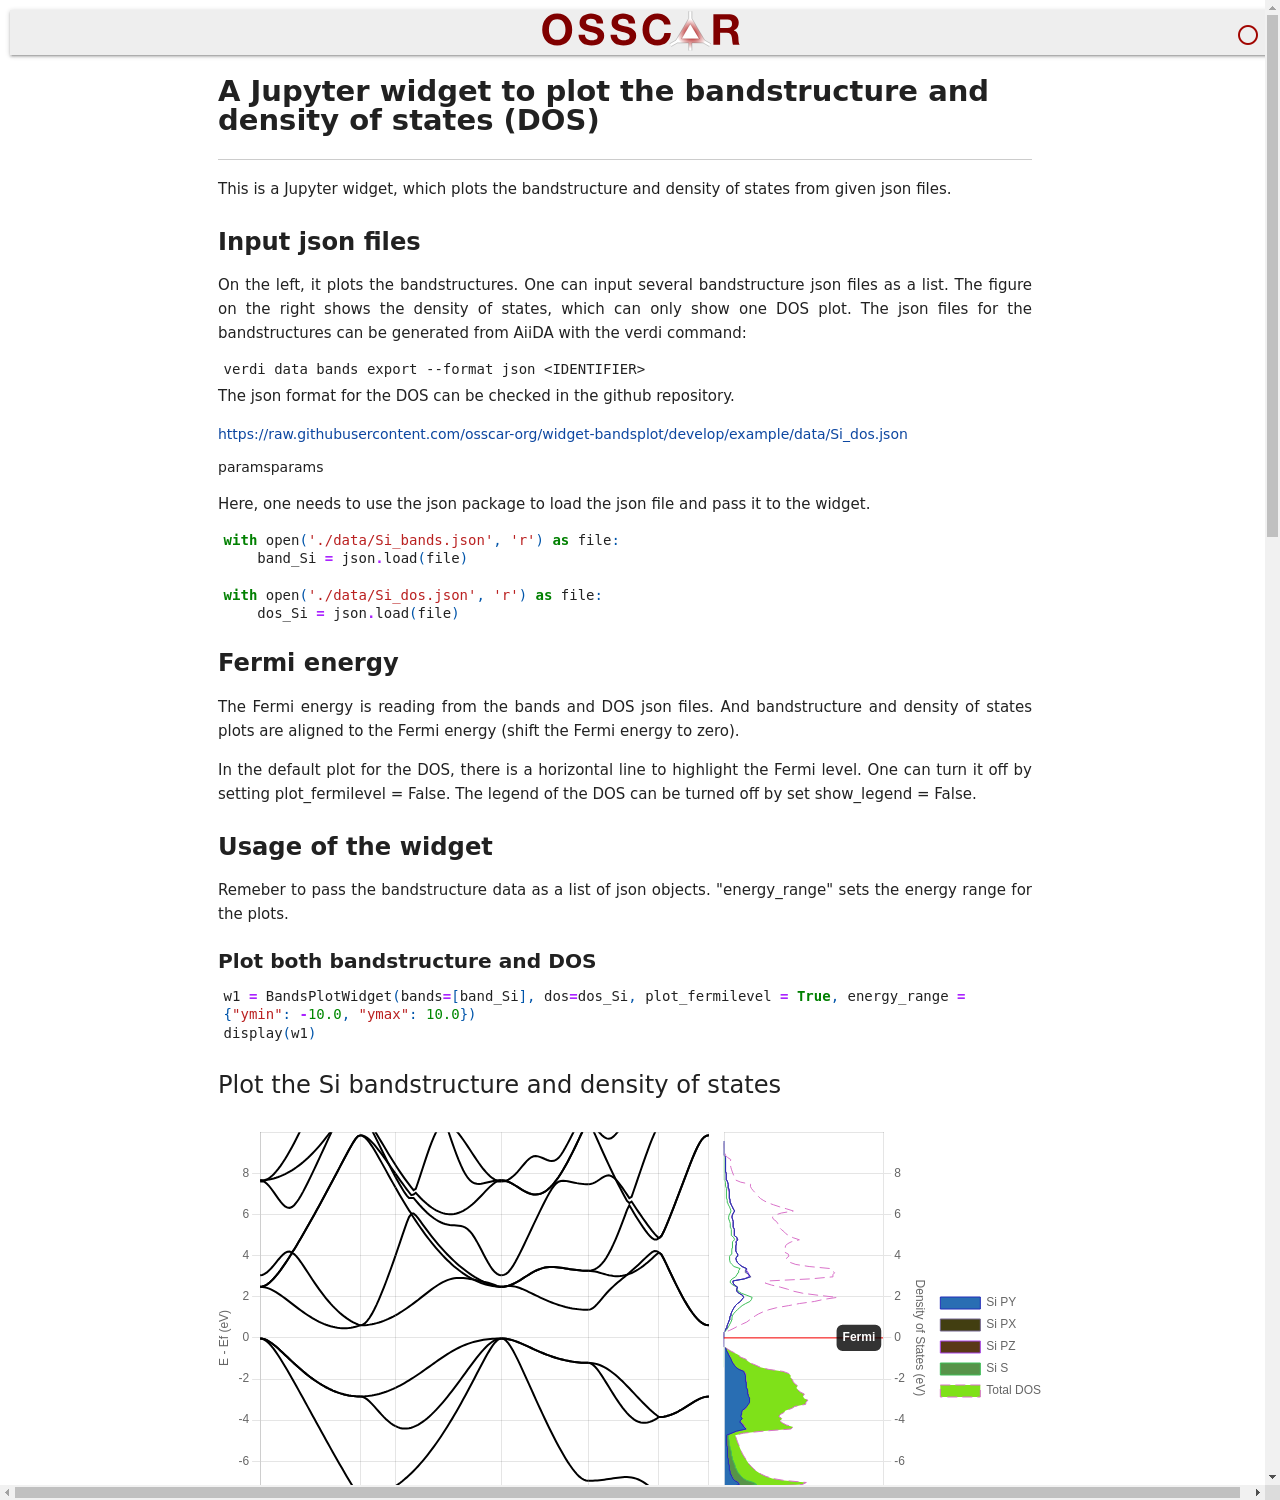 OSSCAR
A Jupyter widget to plot the bandstructure and
density of states (DOS)
This is a Jupyter widget, which plots the bandstructure and density of states from given json files.
Input json files
On the left, it plots the bandstructures. One can input several bandstructure json files as a list. The figure
on the right shows the density of states, which can only show one DOS plot. The json files for the
bandstructures can be generated from AiiDA with the verdi command:
verdi data bands export --format json <IDENTIFIER>
The json format for the DOS can be checked in the github repository.
https://raw.githubusercontent.com/osscar-org/widget-bandsplot/develop/example/data/Si_dos.json
paramsparams
Here, one needs to use the json package to load the json file and pass it to the widget.
with open('./data/Si_bands.json', 'r') as file:
    band_Si = json.load(file)
with open('./data/Si_dos.json', 'r') as file:
    dos_Si = json.load(file)
Fermi energy
The Fermi energy is reading from the bands and DOS json files. And bandstructure and density of states
plots are aligned to the Fermi energy (shift the Fermi energy to zero).
In the default plot for the DOS, there is a horizontal line to highlight the Fermi level. One can turn it off by
setting plot_fermilevel = False. The legend of the DOS can be turned off by set show_legend = False.
Usage of the widget
Remeber to pass the bandstructure data as a list of json objects. "energy_range" sets the energy range for
the plots.
Plot both bandstructure and DOS
w1 = BandsPlotWidget(bands=[band_Si], dos=dos_Si, plot_fermilevel = True, energy_range =
{"ymin": -10.0, "ymax": 10.0})
display(w1)
Plot the Si bandstructure and density of states
E - Ef (eV)
8
6
4
2
0
-2
-4
-6
Fermi
8
6
4
2
0
-2
-4
-6
Density of States (eV)
Si PY
Si PX
Si PZ
Si S
Total DOS